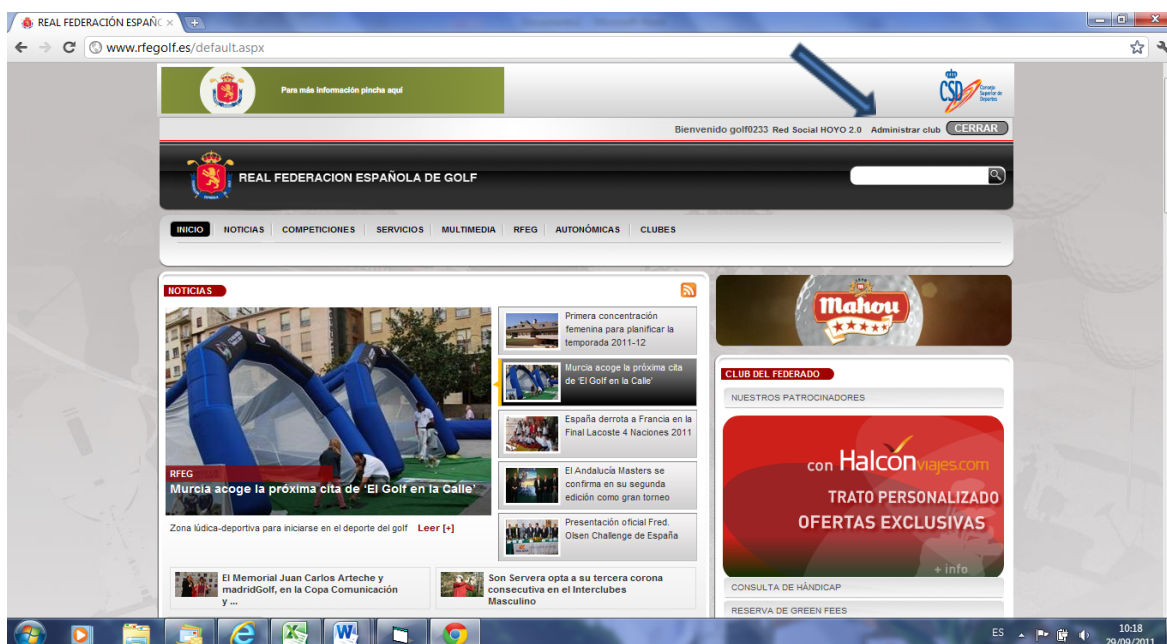 REAL FEDERACIÓN ESPAÑ
www.rfegolf.es/default.aspx
Para más información pincha aquí
CSD Consejo
Superior de
Deportes
Bienvenido golf0233 Red Social HOYO 2.0 Administrar club CERRAR
REAL FEDERACION ESPAÑOLA DE GOLF
INICIO NOTICIAS COMPETICIONES SERVICIOS MULTIMEDIA RFEG AUTONÓMICAS CLUBES
NOTICIAS
RFEG
Murcia acoge la próxima cita de ‘El Golf en la Calle’
Zona lúdica-deportiva para iniciarse en el deporte del golf Leer [+]
Primera concentración
femenina para planificar la
temporada 2011-12
Murcia acoge la próxima cita
de ‘El Golf en la Calle’
España derrota a Francia en la
Final Lacoste 4 Naciones 2011
El Andalucía Masters se
confirma en su segunda
edición como gran torneo
Presentación oficial Fred.
Olsen Challenge de España
El Memorial Juan Carlos Arteche y
madridGolf, en la Copa Comunicación
y ...
Son Servera opta a su tercera corona
consecutiva en el Interclubes
Masculino
Mahou
CLUB DEL FEDERADO
NUESTROS PATROCINADORES
con Halcón viajes.com
TRATO PERSONALIZADO
OFERTAS EXCLUSIVAS
+ info
CONSULTA DE HÁNDICAP
RESERVA DE GREEN FEES
ES
10:18
29/09/2011